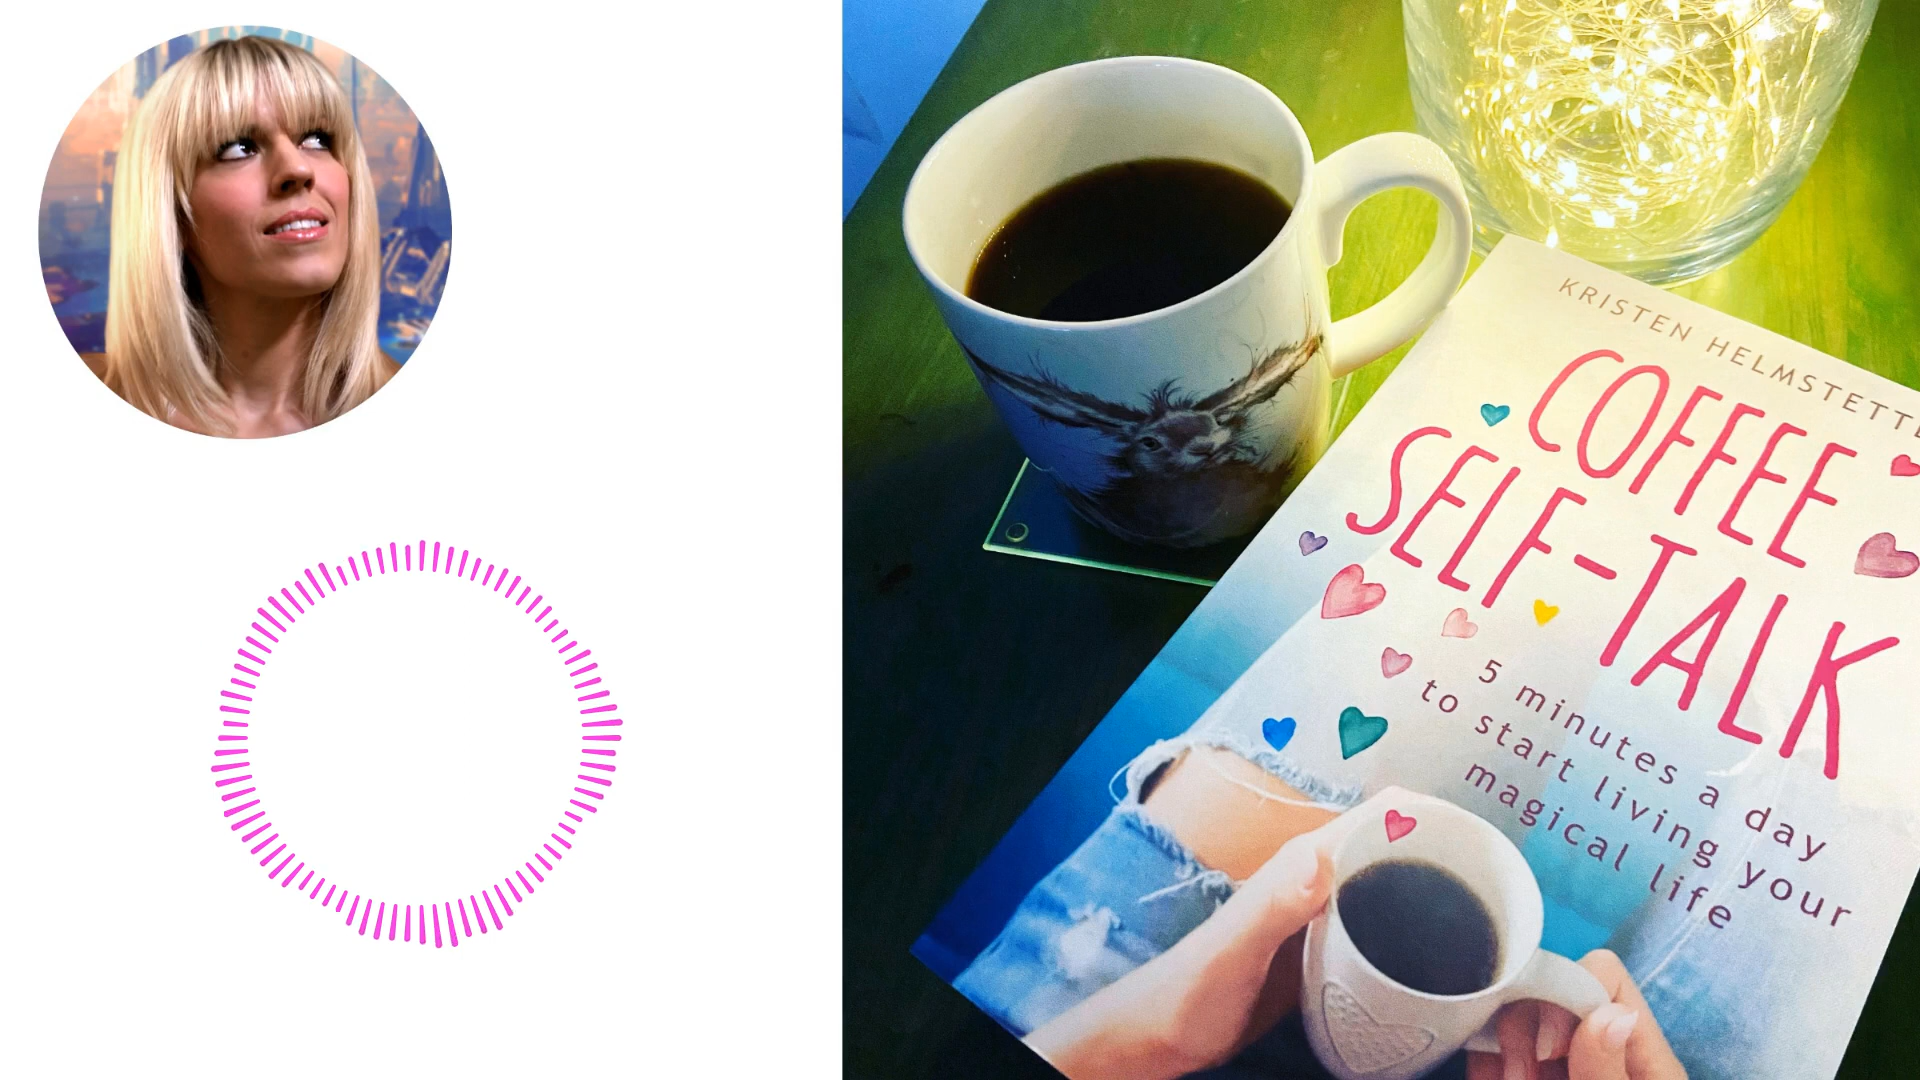 KRISTEN HELMSTETTE
COFFEE
SELF-TALK
5 minutes a day
to start living your
magical life